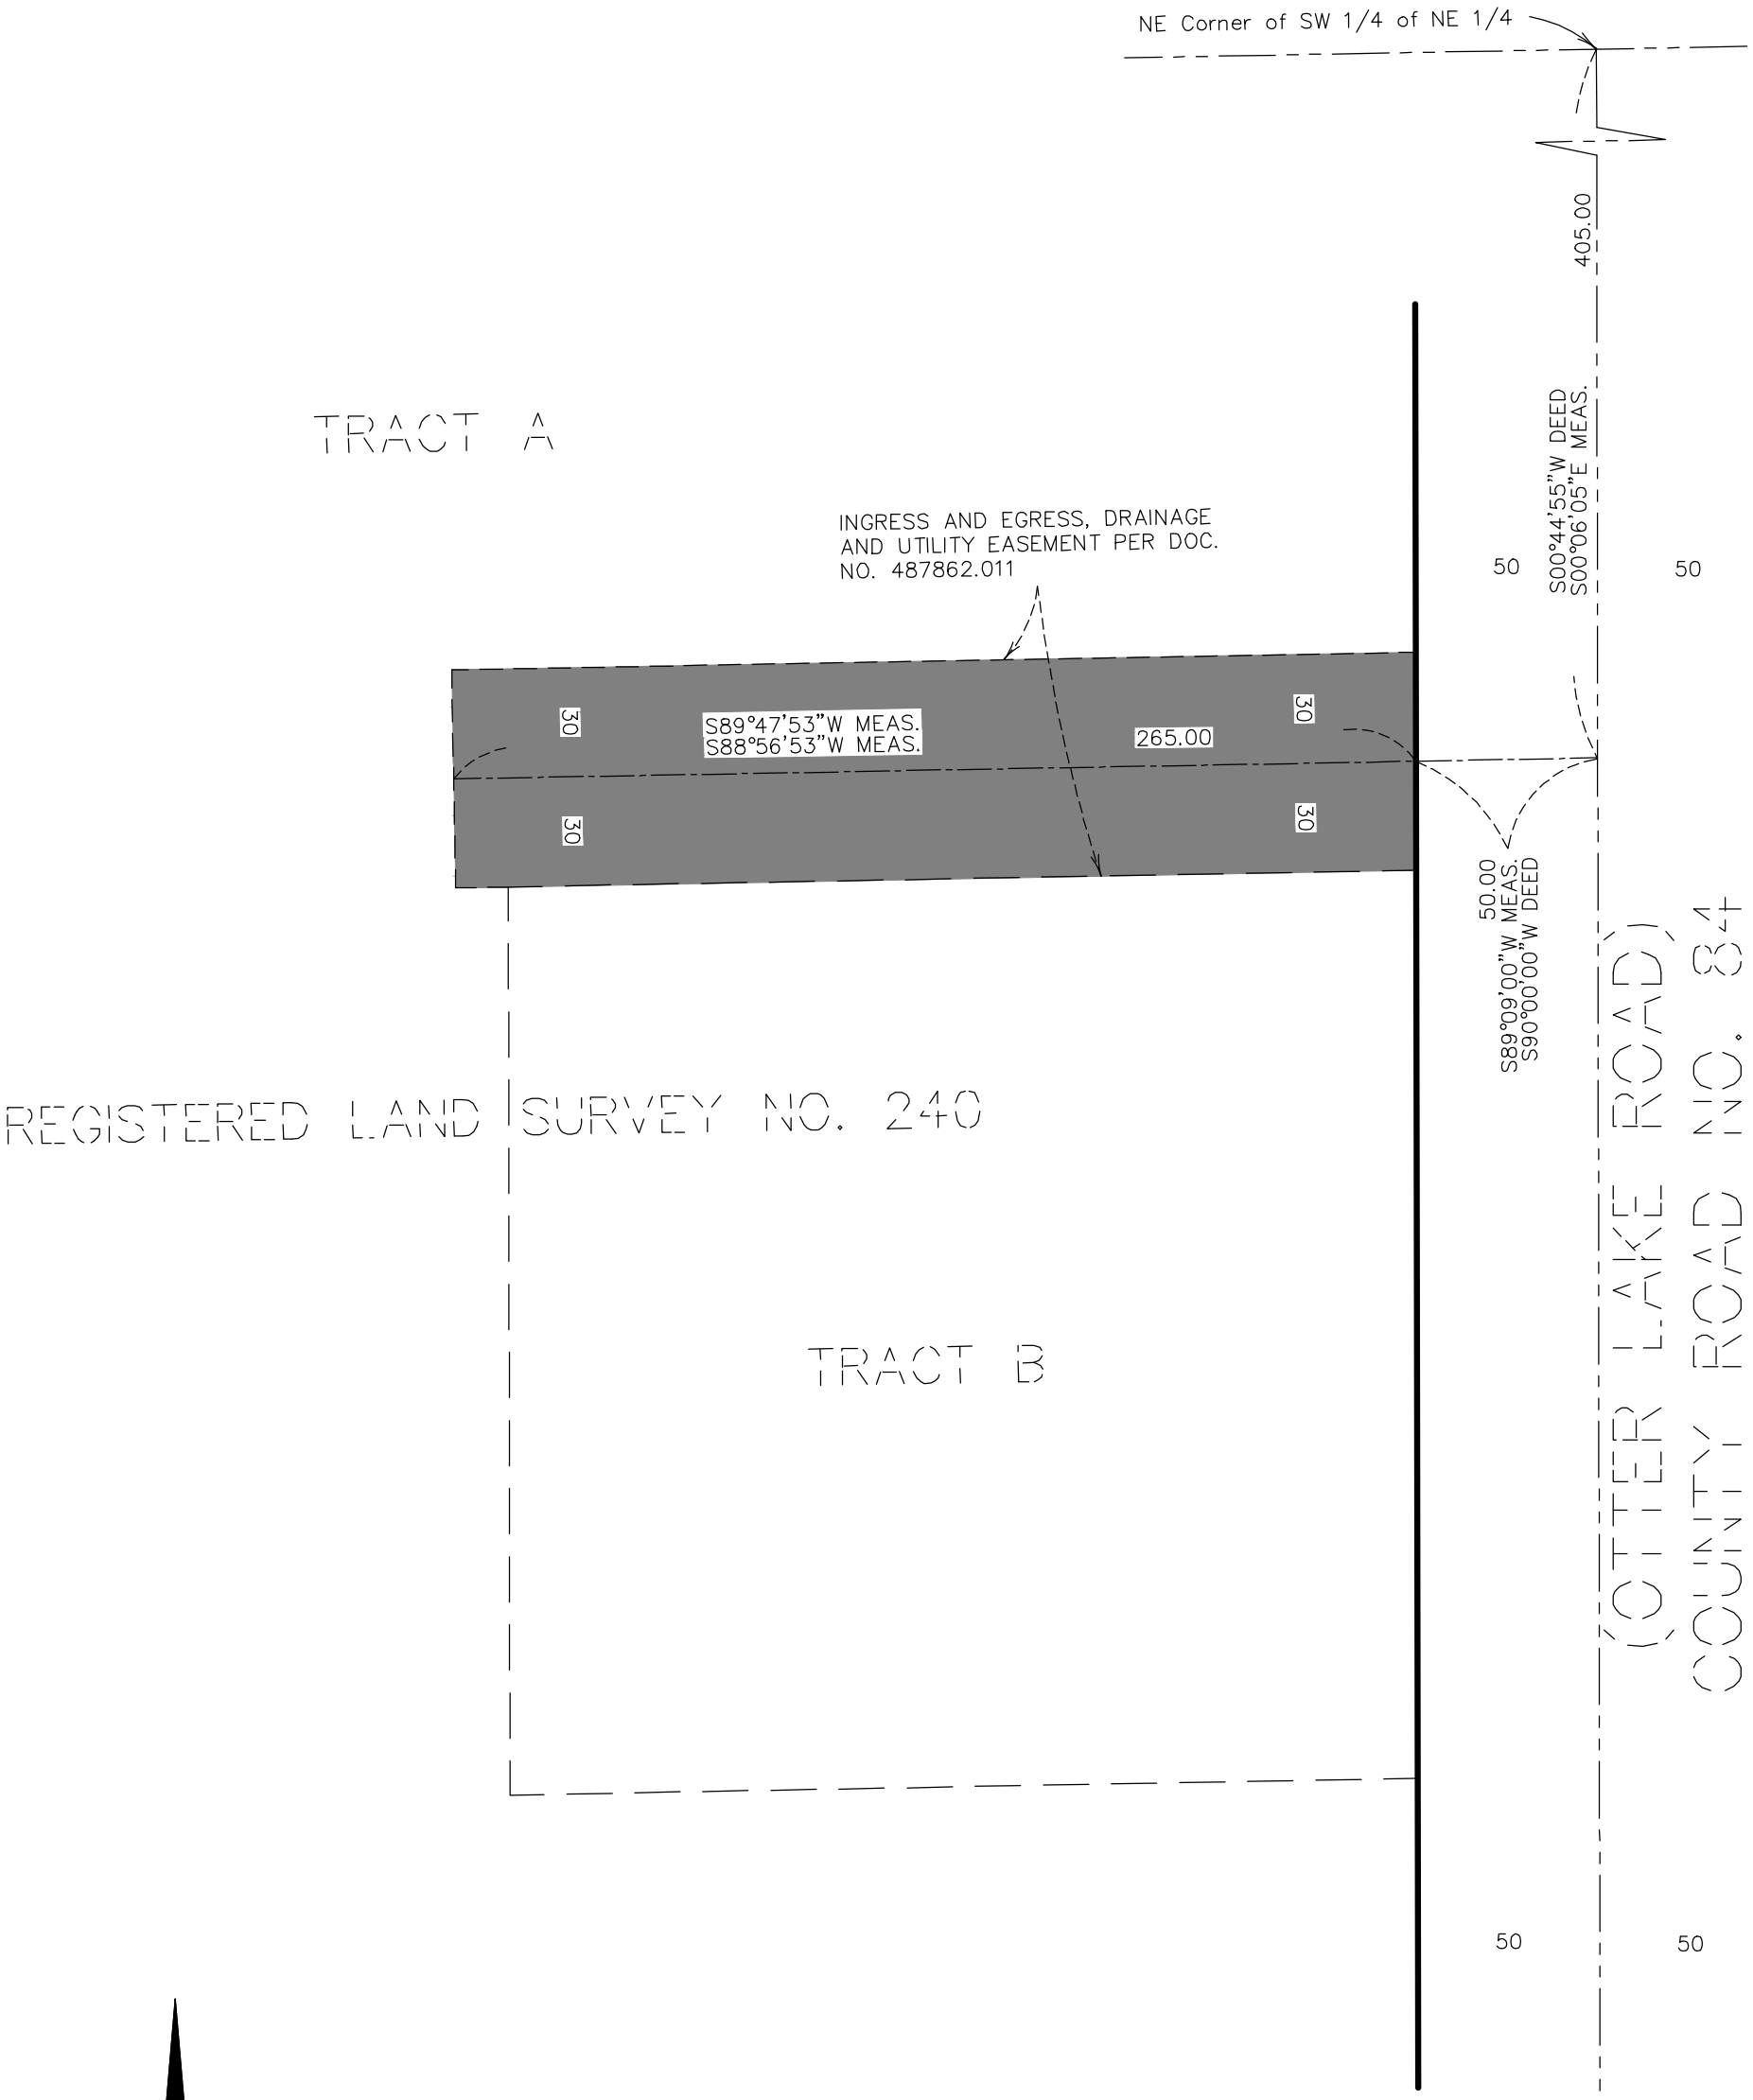 NE Corner of SW 1/4 of NE 1/4
405.00
S00°44'55"W DEED
S00°06'05"E MEAS.
TRACT A
INGRESS AND EGRESS, DRAINAGE
AND UTILITY EASEMENT PER DOC.
NO. 487862.011
50
50
30
S89°47'53"W MEAS.
S88°56'53"W MEAS.
265.00
30
30
30
50.00
S89°09'00"W MEAS.
S90°00'00"W DEED
(OTTER LAKE ROAD)
COUNTY ROAD NO. 84
REGISTERED LAND SURVEY NO. 240
TRACT B
50
50